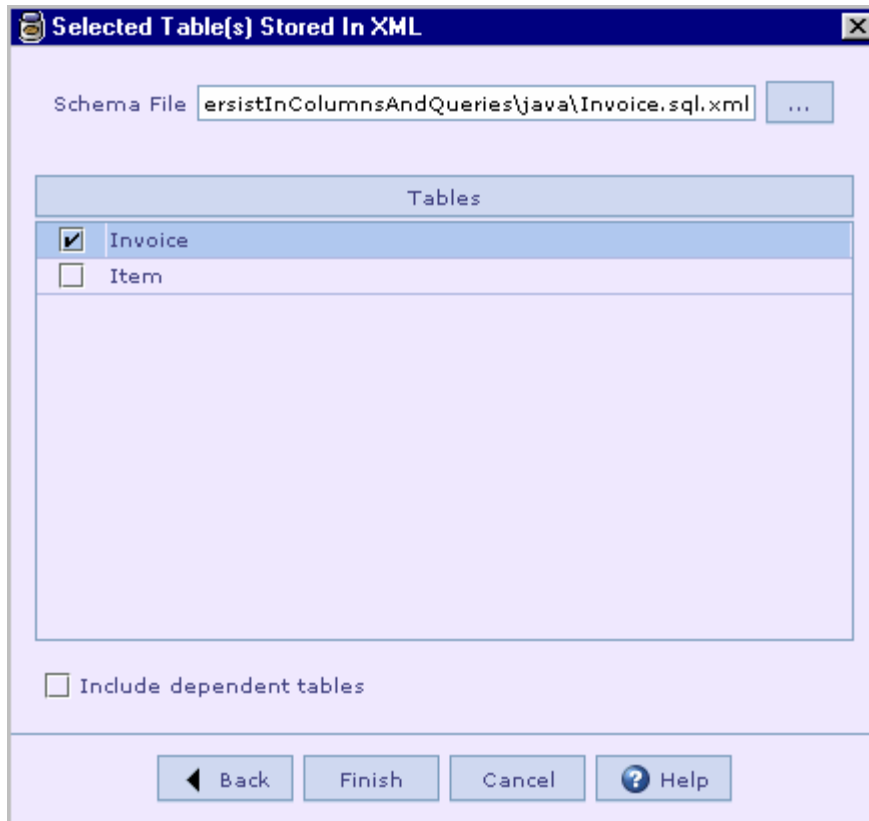 Selected Table(s) Stored In XML
Schema File ersistInColumnsAndQueries\java\Invoice.sql.xml ...
Tables
Invoice
Item
Include dependent tables
Back Finish Cancel Help